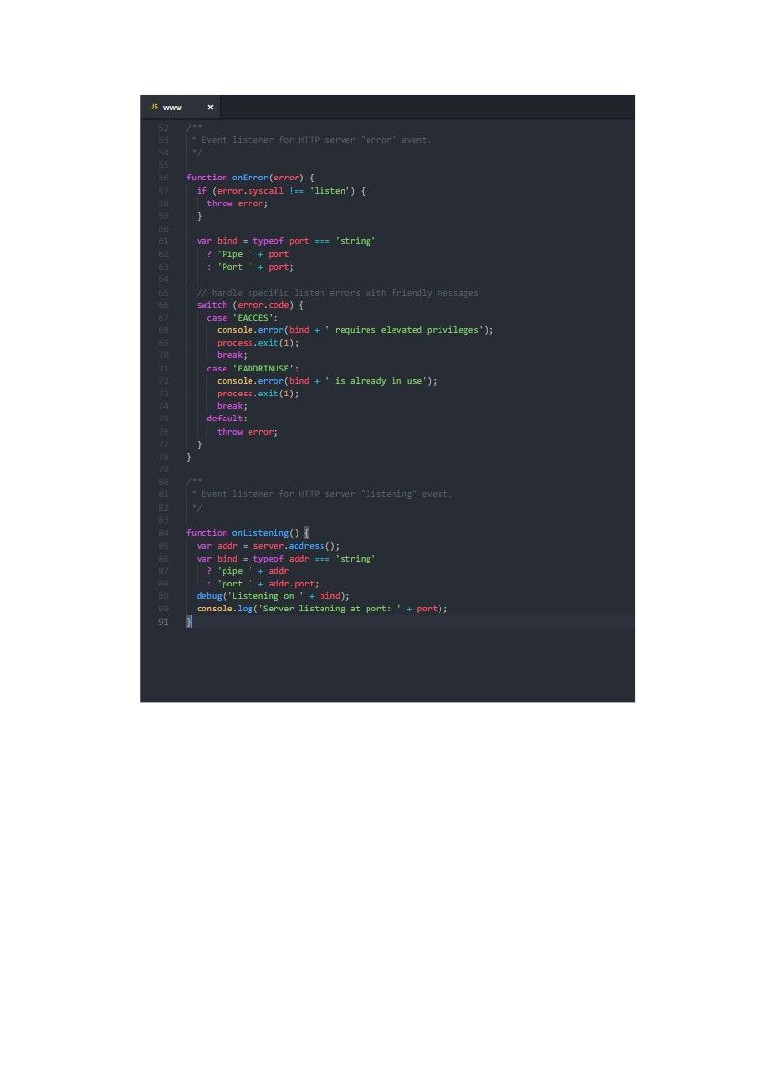 JS www ×
52 /**
53  * Event listener for HTTP server "error" event.
54  */
55
56 function onError(error) {
57   if (error.syscall !== 'listen') {
58     throw error;
59   }
60
61   var bind = typeof port === 'string'
62     ? 'Pipe ' + port
63     : 'Port ' + port;
64
65   // handle specific listen errors with friendly messages
66   switch (error.code) {
67     case 'EACCES':
68       console.error(bind + ' requires elevated privileges');
69       process.exit(1);
70       break;
71     case 'EADDRINUSE':
72       console.error(bind + ' is already in use');
73       process.exit(1);
74       break;
75     default:
76       throw error;
77   }
78 }
79
80 /**
81  * Event listener for HTTP server "listening" event.
82  */
83
84 function onListening() {
85   var addr = server.address();
86   var bind = typeof addr === 'string'
87     ? 'pipe ' + addr
88     : 'port ' + addr.port;
89   debug('Listening on ' + bind);
90   console.log('Server listening at port: ' + port);
91 }